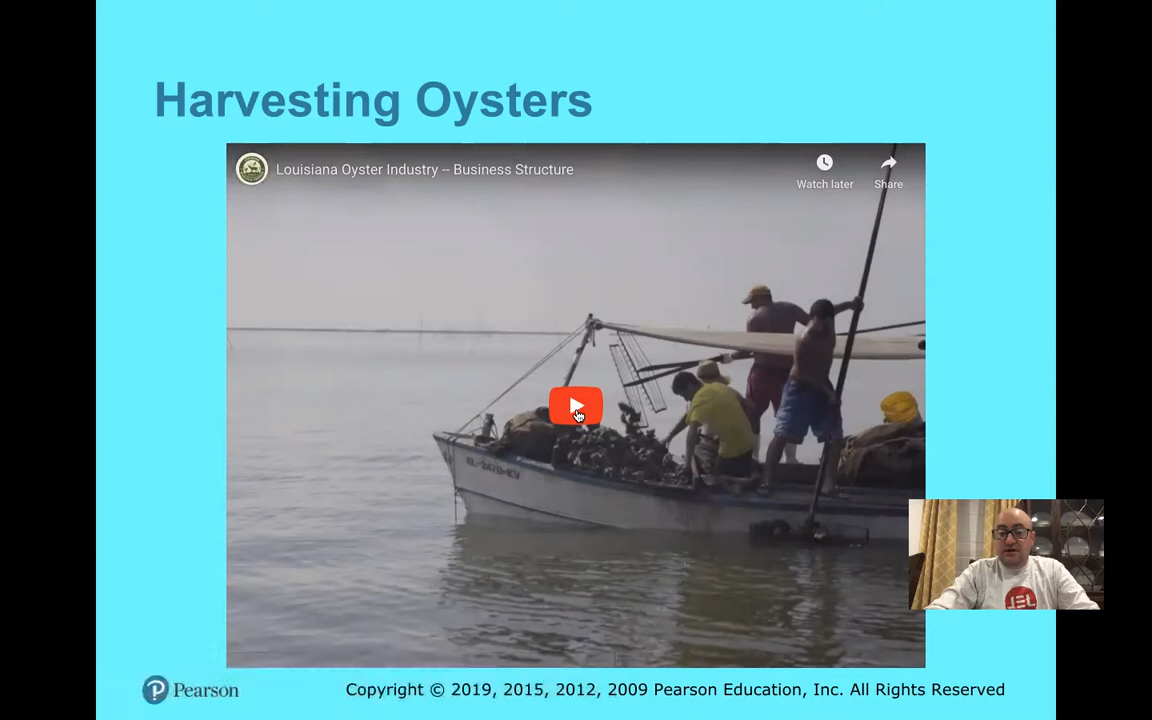 Harvesting Oysters
Louisiana Oyster Industry -- Business Structure
Watch later
Share
JEL
Pearson
Copyright © 2019, 2015, 2012, 2009 Pearson Education, Inc. All Rights Reserved